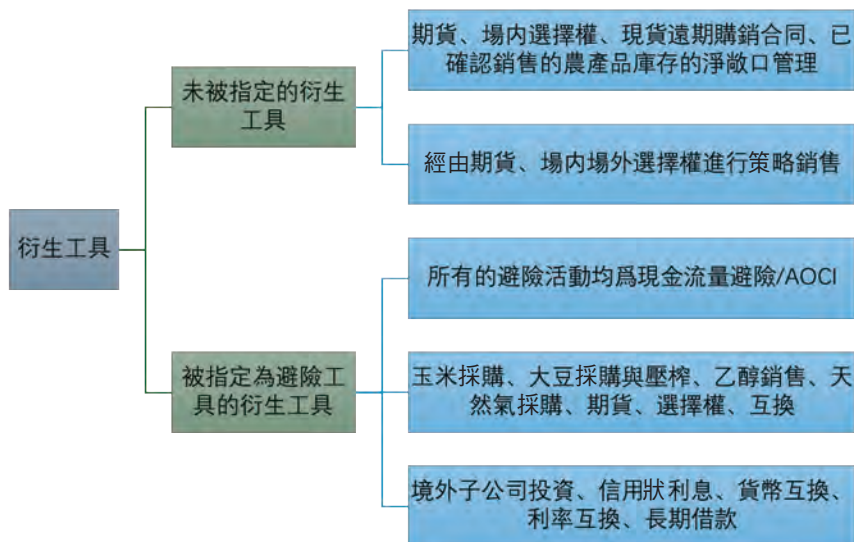 衍生工具
未被指定的衍生
工具
期貨、場内選擇權、現貨遠期購銷合同、已
確認銷售的農產品庫存的淨敞口管理
經由期貨、場内場外選擇權進行策略銷售
被指定為避險工
具的衍生工具
所有的避險活動均爲現金流量避險/AOCI
玉米採購、大豆採購與壓榨、乙醇銷售、天
然氣採購、期貨、選擇權、互換
境外子公司投資、信用狀利息、貨幣互換、
利率互換、長期借款